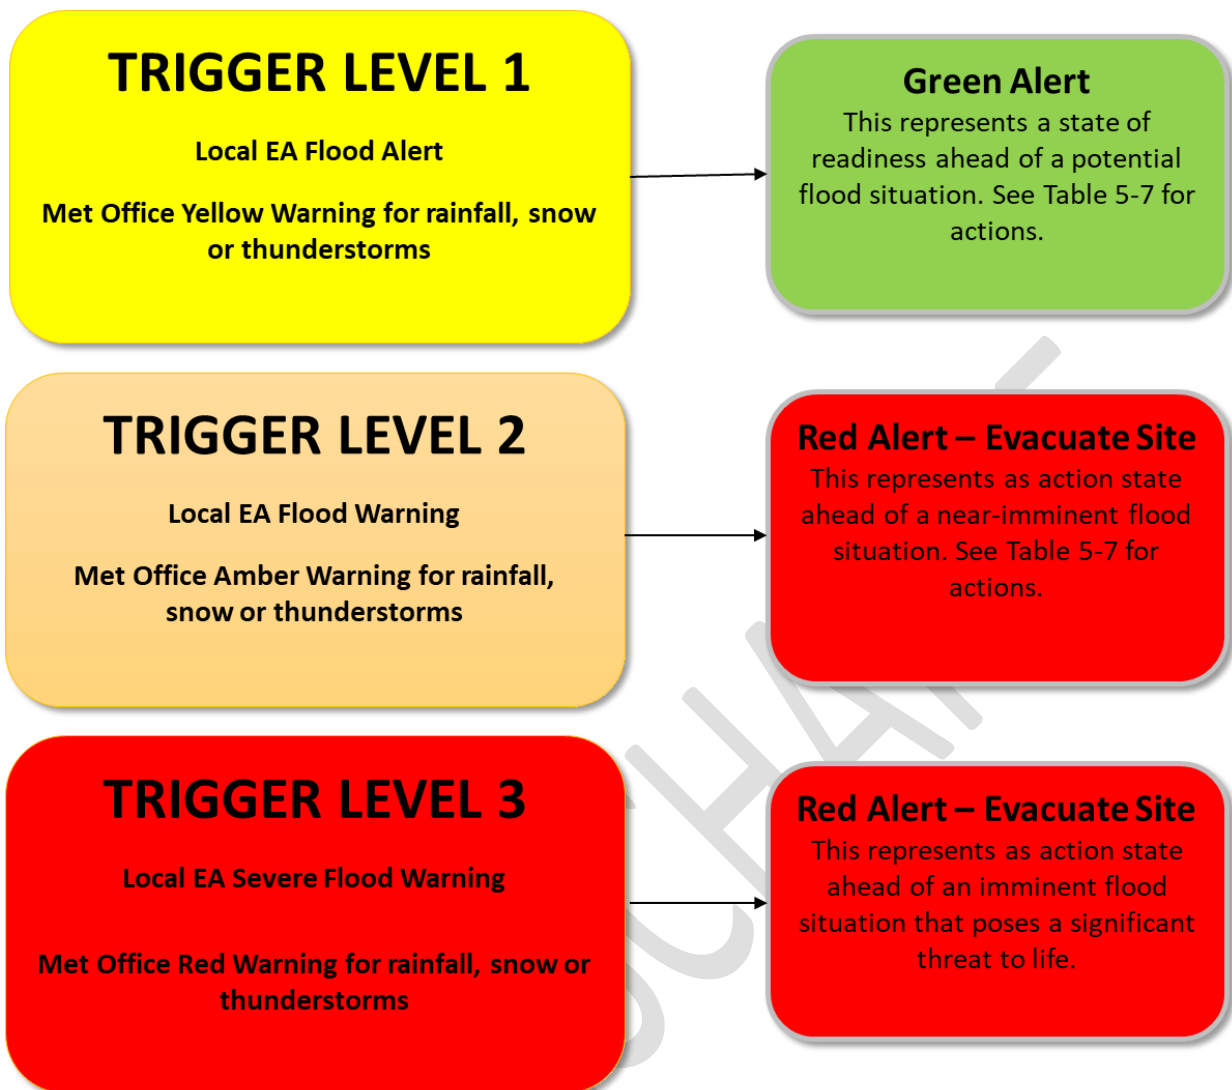 TRIGGER LEVEL 1
Local EA Flood Alert
Met Office Yellow Warning for rainfall, snow
or thunderstorms
Green Alert
This represents a state of
readiness ahead of a potential
flood situation. See Table 5-7 for
actions.
TRIGGER LEVEL 2
Local EA Flood Warning
Met Office Amber Warning for rainfall,
snow or thunderstorms
Red Alert – Evacuate Site
This represents as action state
ahead of a near-imminent flood
situation. See Table 5-7 for
actions.
TRIGGER LEVEL 3
Local EA Severe Flood Warning
Met Office Red Warning for rainfall, snow or
thunderstorms
Red Alert – Evacuate Site
This represents as action state
ahead of an imminent flood
situation that poses a significant
threat to life.